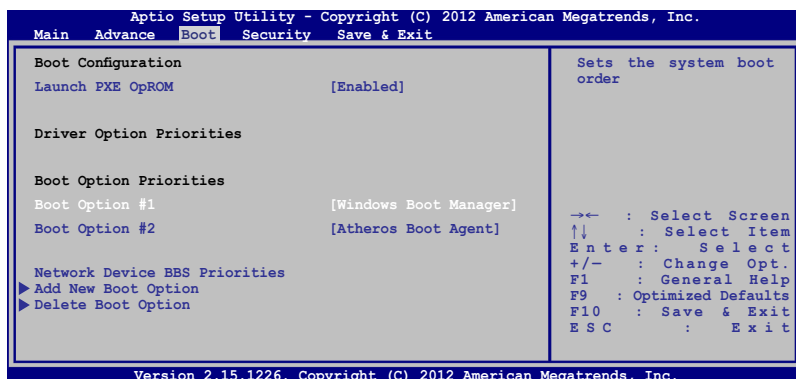 Aptio Setup Utility - Copyright (C) 2012 American Megatrends, Inc.
Main Advance Boot Security Save & Exit
Boot Configuration
Launch PXE OpROM [Enabled]
Driver Option Priorities
Boot Option Priorities
Boot Option #1 [Windows Boot Manager]
Boot Option #2 [Atheros Boot Agent]
Network Device BBS Priorities
Add New Boot Option
Delete Boot Option
Sets the system boot
order
→← : Select Screen
↑↓ : Select Item
Enter: Select
+/— : Change Opt.
F1 : General Help
F9 : Optimized Defaults
F10 : Save & Exit
ESC : Exit
Version 2.15.1226. Copyright (C) 2012 American Megatrends, Inc.